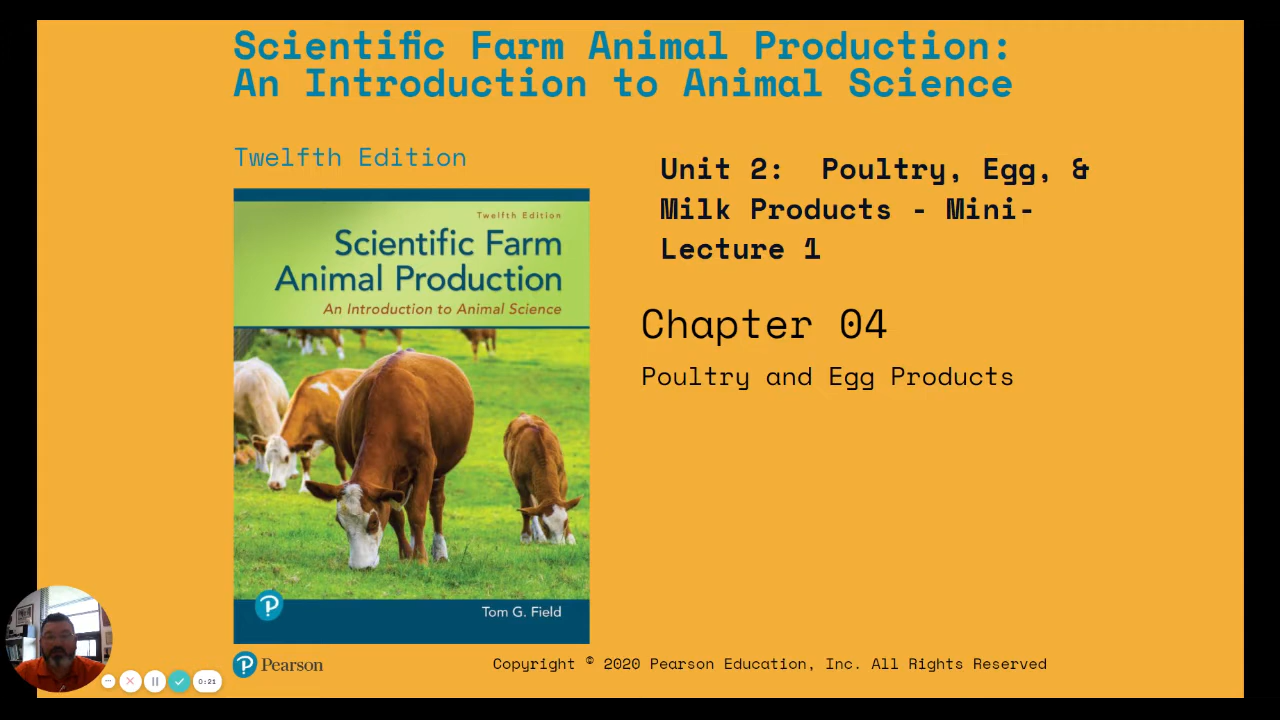 Scientific Farm Animal Production:
An Introduction to Animal Science
Twelfth Edition
Unit 2: Poultry, Egg, &
Milk Products - Mini-
Lecture 1
Chapter 04
Poultry and Egg Products
Twelfth Edition
Scientific Farm
Animal Production
An Introduction to Animal Science
Tom G. Field
Pearson
Copyright © 2020 Pearson Education, Inc. All Rights Reserved
0:21